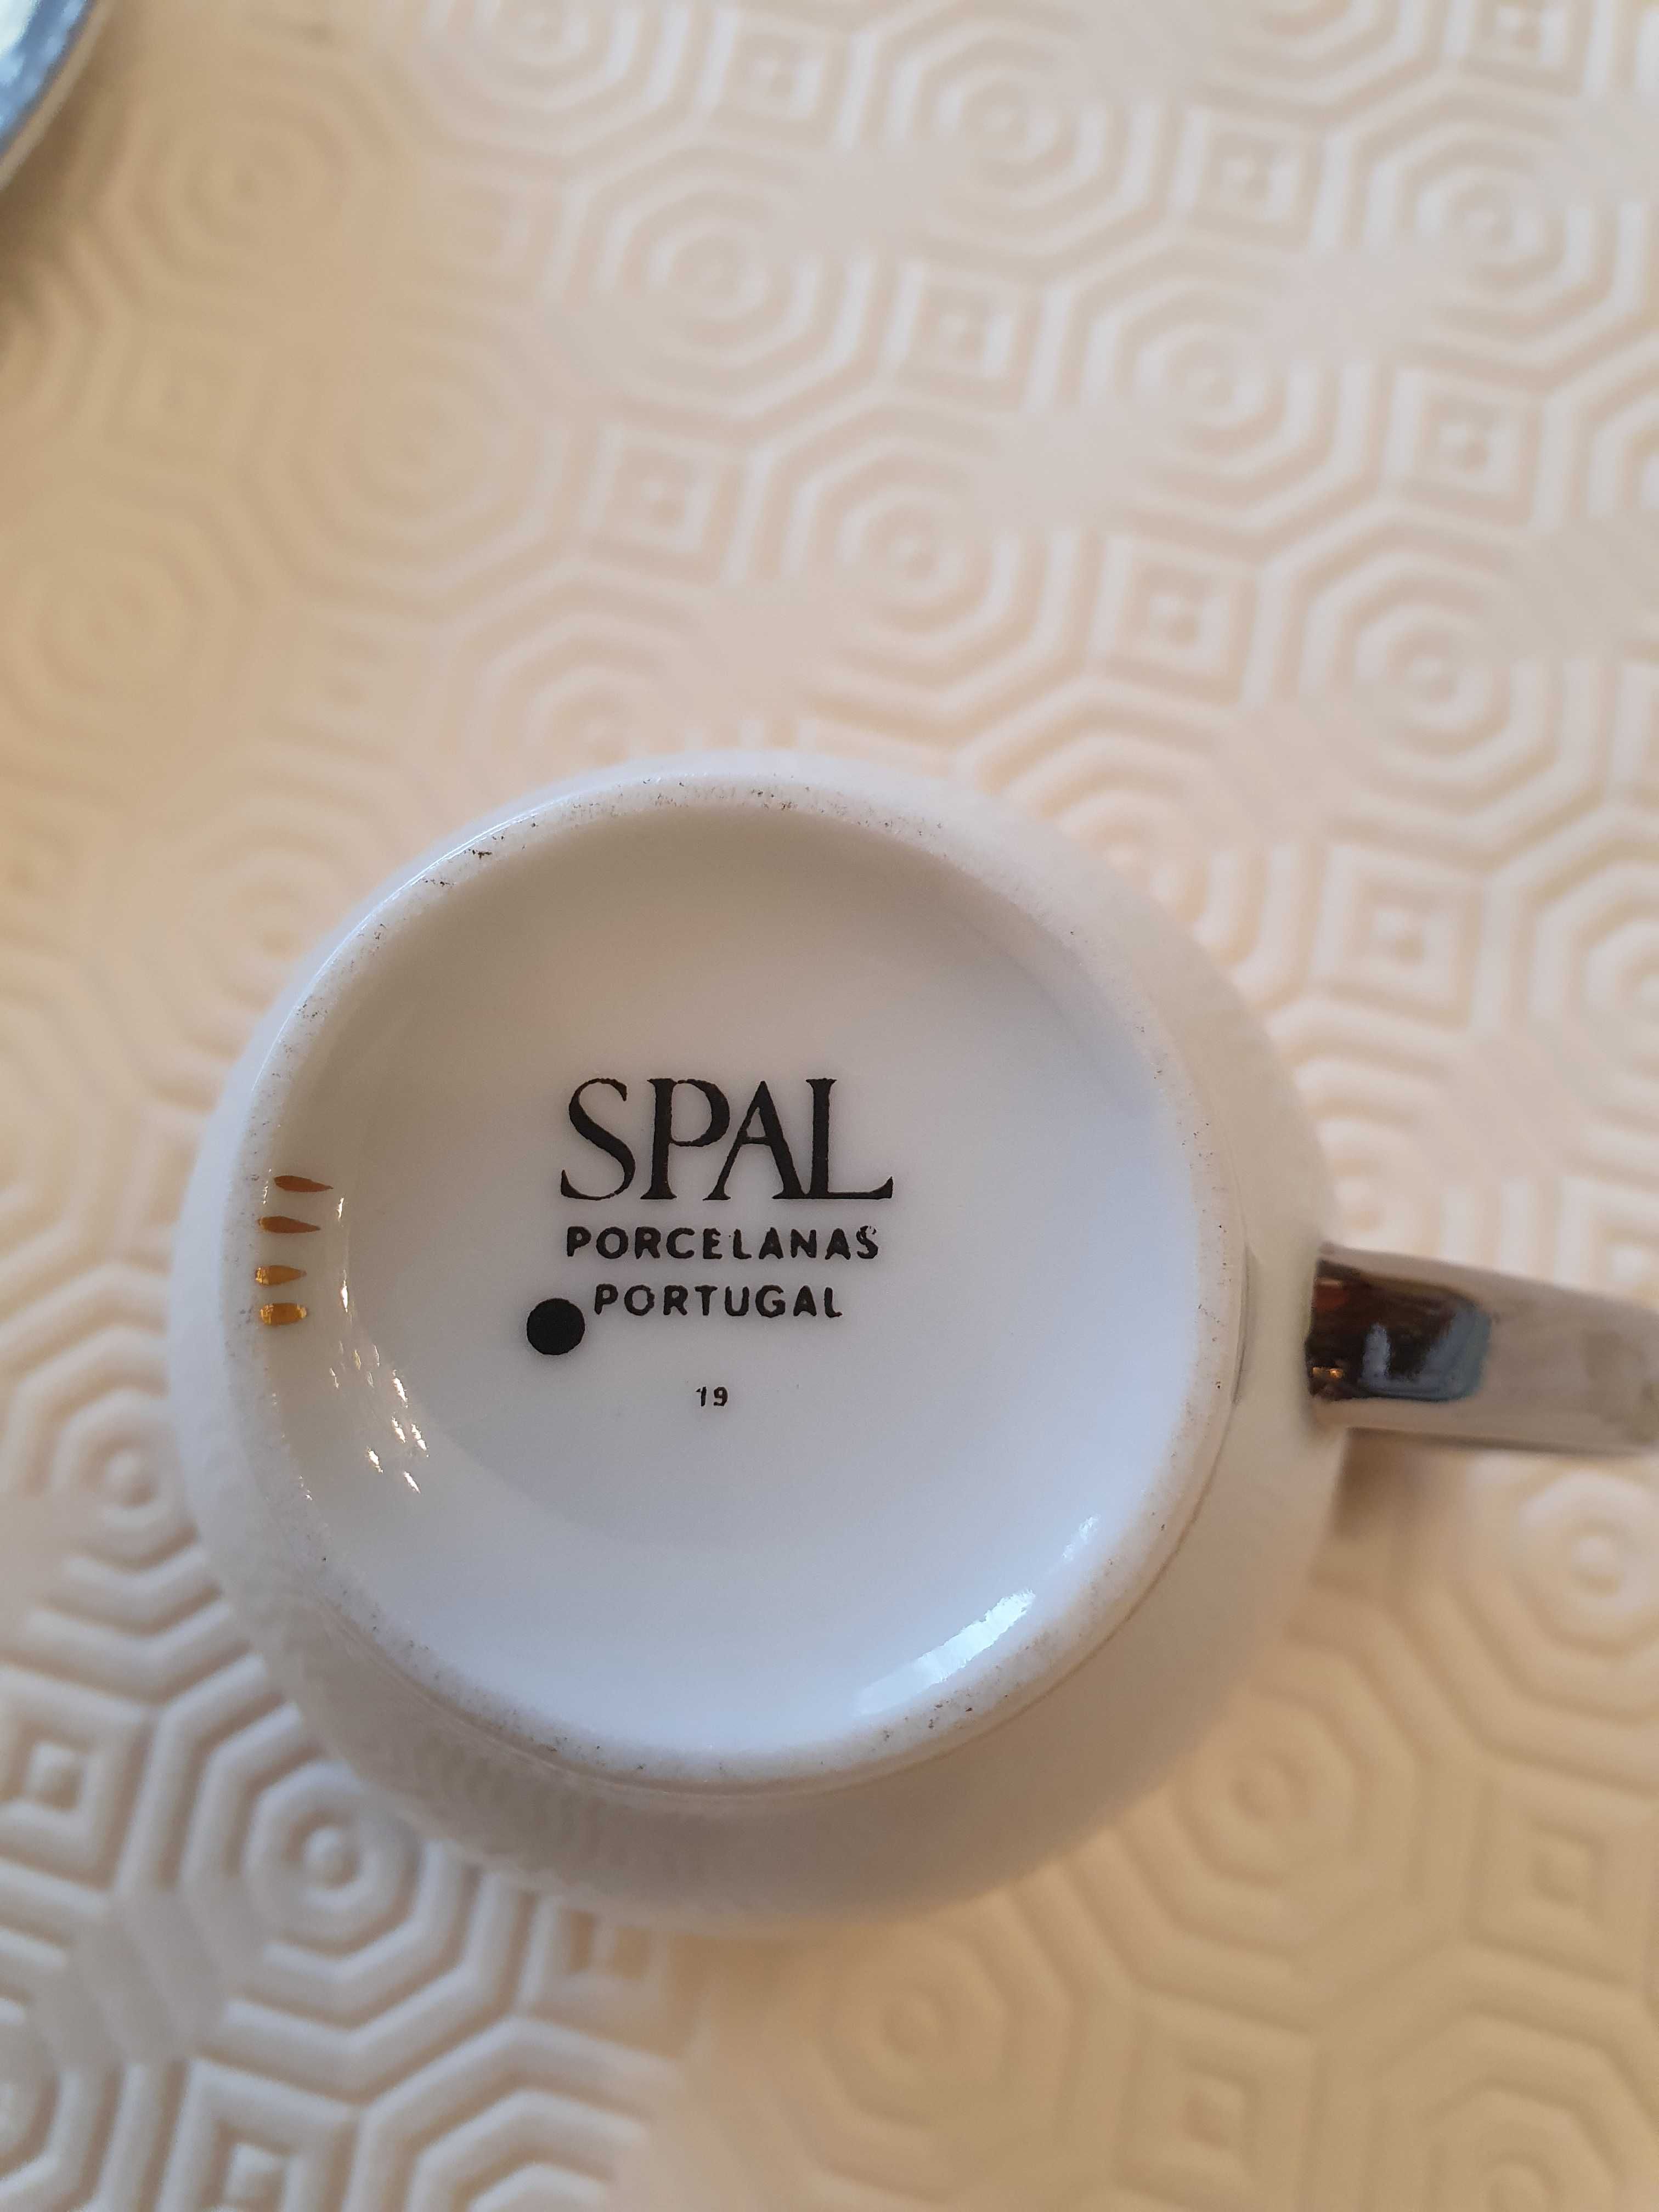 SPAL
PORCELANAS
PORTUGAL
19